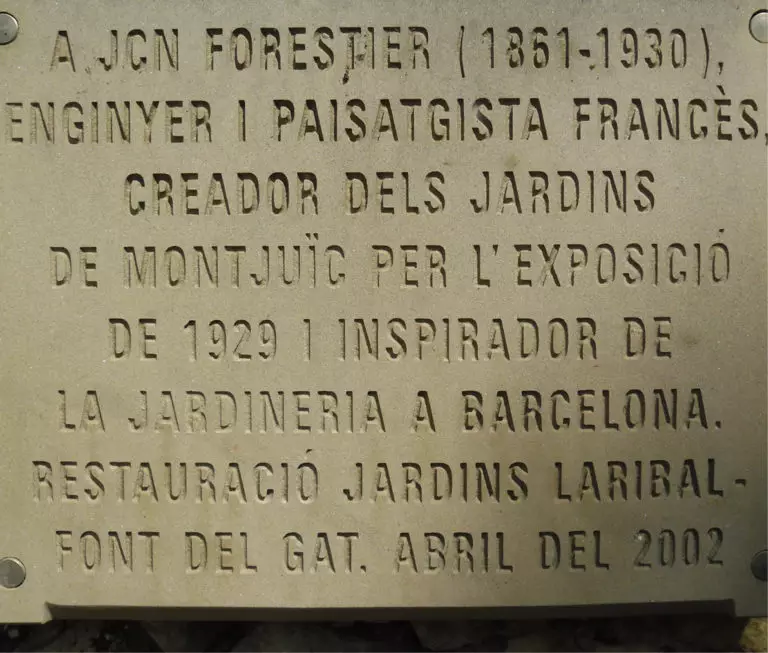 A JCN FORESTIER (1861-1930),
ENGINYER I PAISATGISTA FRANCÈS,
CREADOR DELS JARDINS
DE MONTJUÏC PER L'EXPOSICIÓ
DE 1929 I INSPIRADOR DE
LA JARDINERIA A BARCELONA.
RESTAURACIÓ JARDINS LARIBAL-
FONT DEL GAT. ABRIL DEL 2002